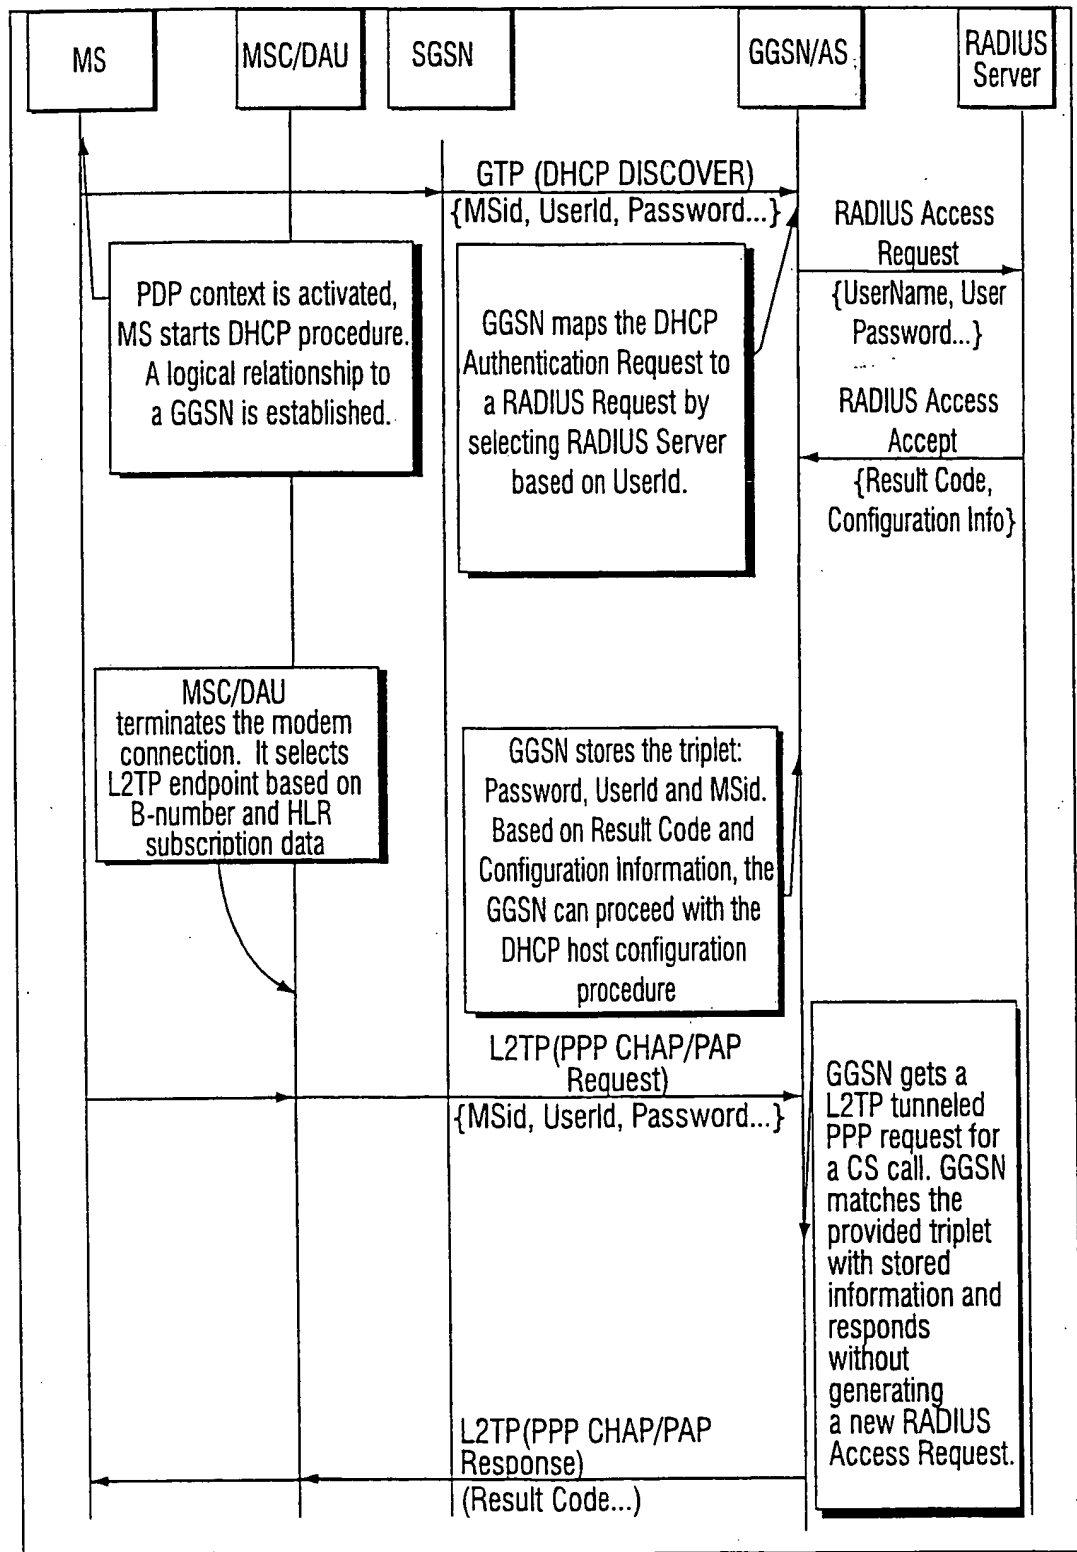 MS
MSC/DAU
SGSN
GGSN/AS
RADIUS
Server
GTP (DHCP DISCOVER)
{MSid, UserId, Password...}
RADIUS Access
Request
{UserName, User
Password...}
PDP context is activated,
MS starts DHCP procedure.
A logical relationship to
a GGSN is established.
GGSN maps the DHCP
Authentication Request to
a RADIUS Request by
selecting RADIUS Server
based on UserId.
RADIUS Access
Accept
{Result Code,
Configuration Info}
MSC/DAU
terminates the modem
connection. It selects
L2TP endpoint based on
B-number and HLR
subscription data
GGSN stores the triplet:
Password, UserId and MSid.
Based on Result Code and
Configuration Information, the
GGSN can proceed with the
DHCP host configuration
procedure
L2TP(PPP CHAP/PAP
Request)
{MSid, UserId, Password...}
GGSN gets a
L2TP tunneled
PPP request for
a CS call. GGSN
matches the
provided triplet
with stored
information and
responds
without
generating
a new RADIUS
Access Request.
L2TP(PPP CHAP/PAP
Response)
(Result Code...)